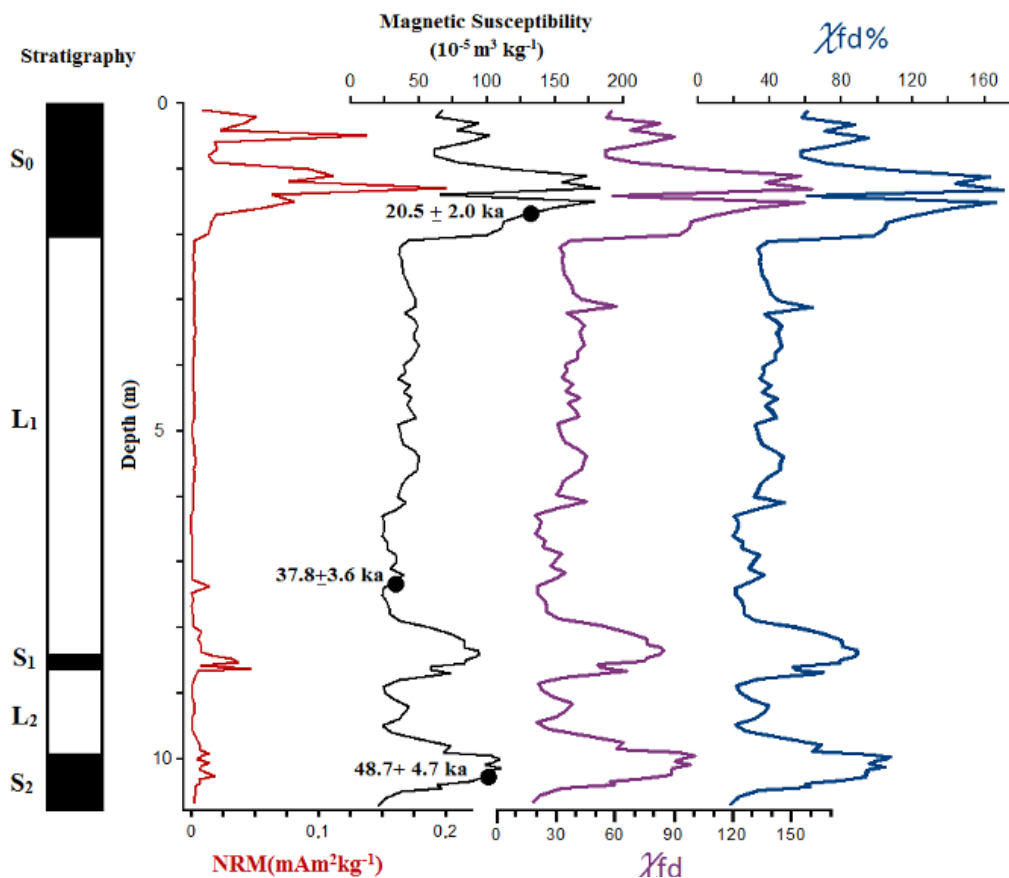 Magnetic Susceptibility
(10⁻⁵ m³ kg⁻¹)
χfd%
Stratigraphy
0 50 100 150 200 0 40 80 120 160
0
S₀
20.5 ± 2.0 ka
L₁
Depth (m)
5
37.8±3.6 ka
S₁
L₂
10
48.7+ 4.7 ka
S₂
0 0,1 0,2 0 30 60 90 120 150
NRM(mAm²kg⁻¹)
χfd